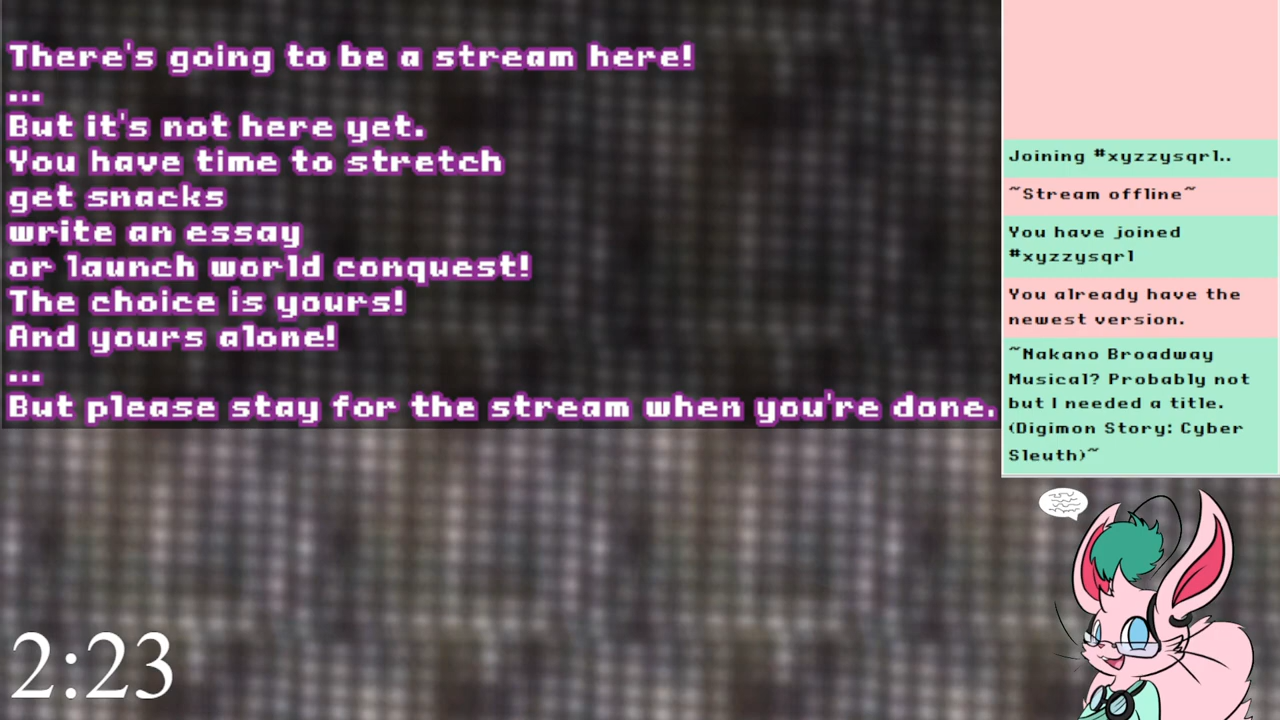 There's going to be a stream here!
...
But it's not here yet.
You have time to stretch
get snacks
write an essay
or launch world conquest!
The choice is yours!
And yours alone!
...
But please stay for the stream when you're done.
2:23
Joining #xyzzysqrl..
~Stream offline~
You have joined
#xyzzysqrl
You already have the
newest version.
~Nakano Broadway
Musical? Probably not
but I needed a title.
(Digimon Story: Cyber
Sleuth)~